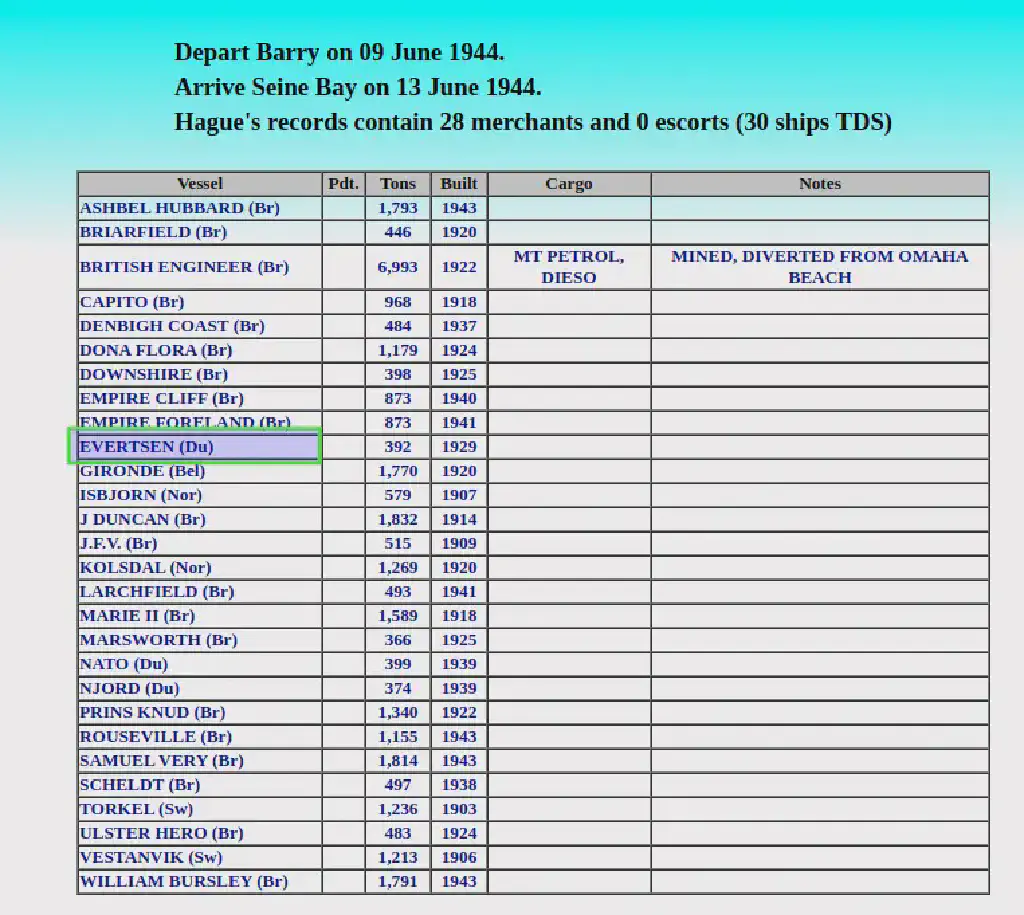 Depart Barry on 09 June 1944.
Arrive Seine Bay on 13 June 1944.
Hague's records contain 28 merchants and 0 escorts (30 ships TDS)
Vessel Pdt. Tons Built Cargo Notes
ASHBEL HUBBARD (Br) 1,793 1943
BRIARFIELD (Br) 446 1920
BRITISH ENGINEER (Br) 6,993 1922 MT PETROL, DIESO MINED, DIVERTED FROM OMAHA BEACH
CAPITO (Br) 968 1918
DENBIGH COAST (Br) 484 1937
DONA FLORA (Br) 1,179 1924
DOWNSHIRE (Br) 398 1925
EMPIRE CLIFF (Br) 873 1940
EMPIRE FORELAND (Br) 873 1941
EVERTSEN (Du) 392 1929
GIRONDE (Bel) 1,770 1920
ISBJORN (Nor) 579 1907
J DUNCAN (Br) 1,832 1914
J.F.V. (Br) 515 1909
KOLSDAL (Nor) 1,269 1920
LARCHFIELD (Br) 493 1941
MARIE II (Br) 1,589 1918
MARSWORTH (Br) 366 1925
NATO (Du) 399 1939
NJORD (Du) 374 1939
PRINS KNUD (Br) 1,340 1922
ROUSEVILLE (Br) 1,155 1943
SAMUEL VERY (Br) 1,814 1943
SCHELDT (Br) 497 1938
TORKEL (Sw) 1,236 1903
ULSTER HERO (Br) 483 1924
VESTANVIK (Sw) 1,213 1906
WILLIAM BURSLEY (Br) 1,791 1943